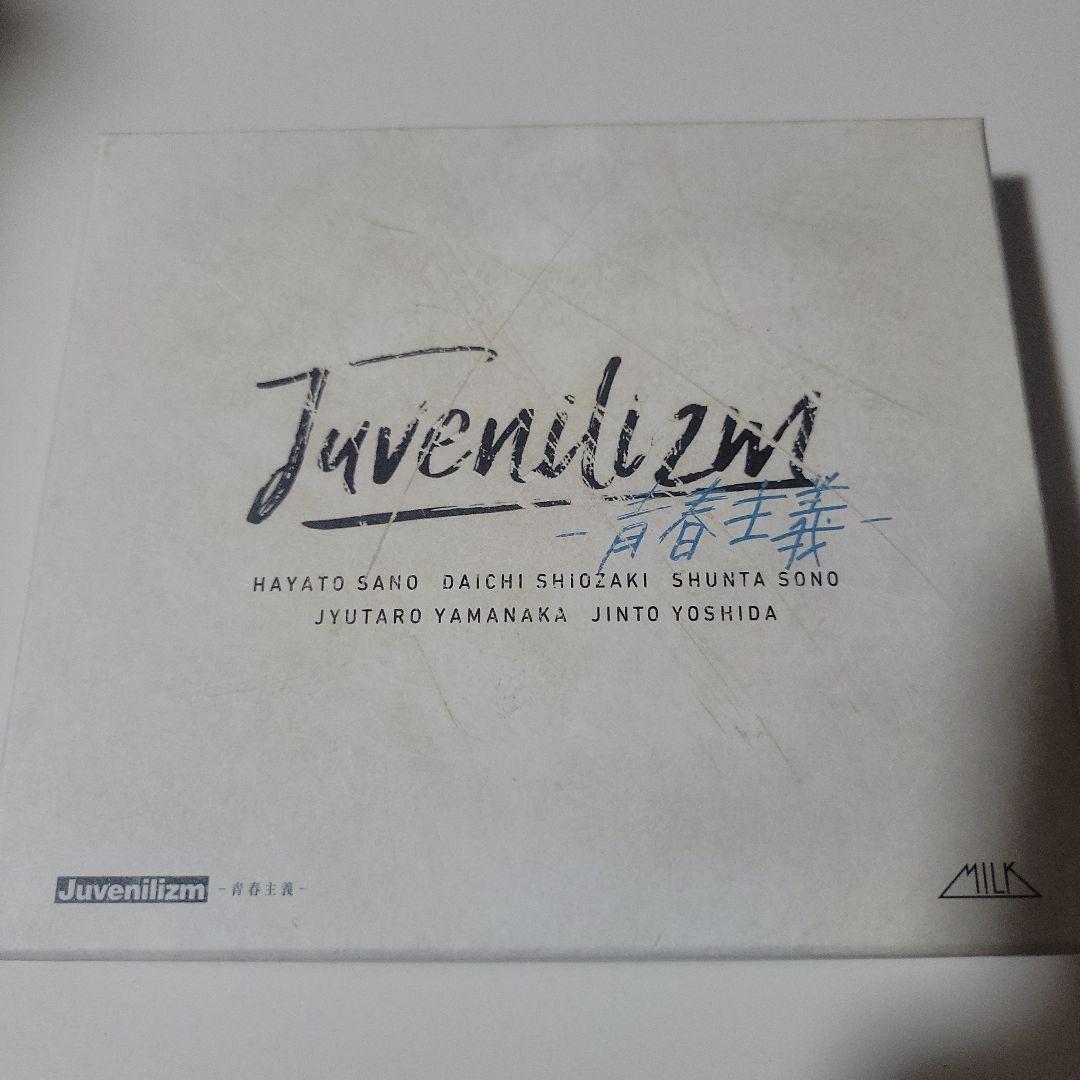 Juvenilizm
-青春主義-
HAYATO SANO DAiCHI SHiOZAKI SHUNTA SONO
JYUTARO YAMANAKA JINTO YOSHIDA
Juvenilizm -青春主義-
MILK